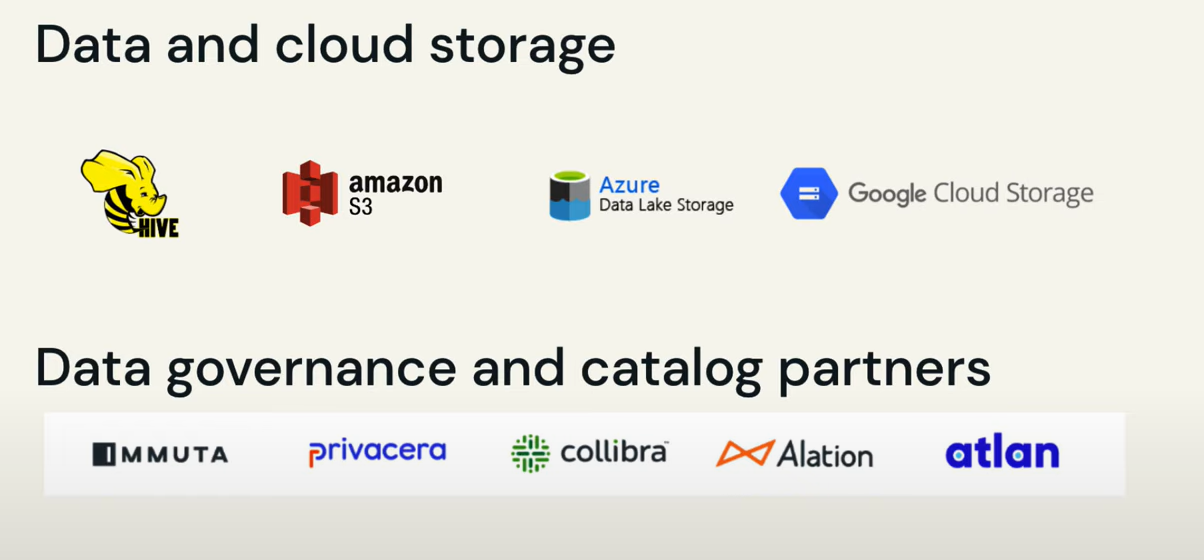 Data and cloud storage
HIVE
amazon
S3
Azure
Data Lake Storage
Google Cloud Storage
Data governance and catalog partners
IMMUTA
privacera
collibra
Alation
atlan